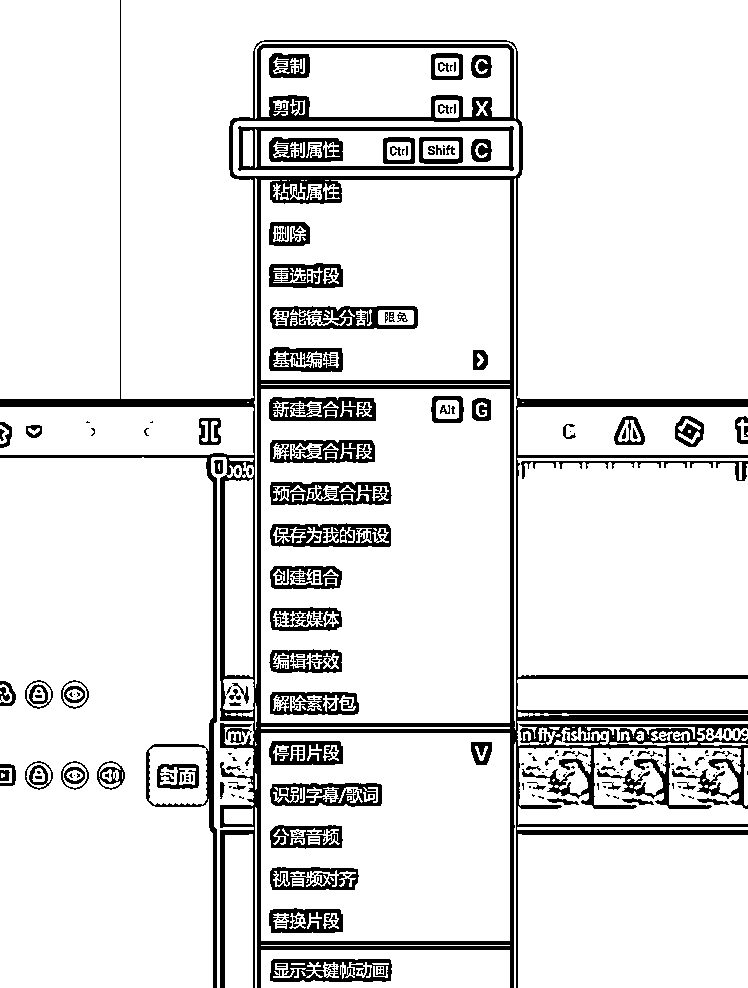 复制 Ctrl C
剪切 Ctrl X
复制属性 Ctrl Shift C
粘贴属性
删除
重选时段
智能镜头分割 限免
基础编辑
新建复合片段 Alt G
解除复合片段
预合成复合片段
保存为我的预设
创建组合
链接媒体
编辑特效
解除素材包
my
n fly-fishing in a seren 584009
停用片段 V
封面
识别字幕/歌词
分离音频
视音频对齐
替换片段
显示关键帧动画